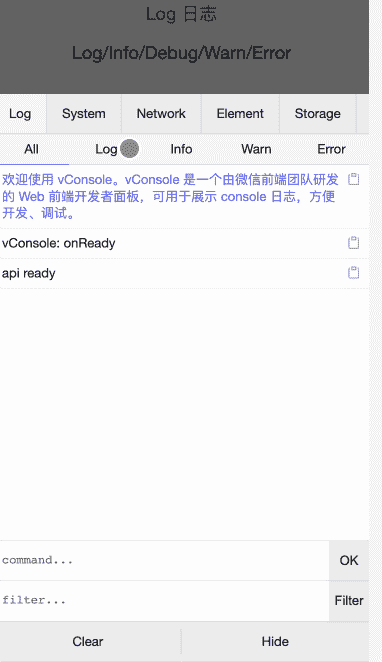 Log 日志
Log/Info/Debug/Warn/Error
Log System Network Element Storage
All Log Info Warn Error
欢迎使用 vConsole。vConsole 是一个由微信前端团队研发
的 Web 前端开发者面板，可用于展示 console 日志，方便
开发、调试。
vConsole: onReady
api ready
command... OK
filter... Filter
Clear Hide